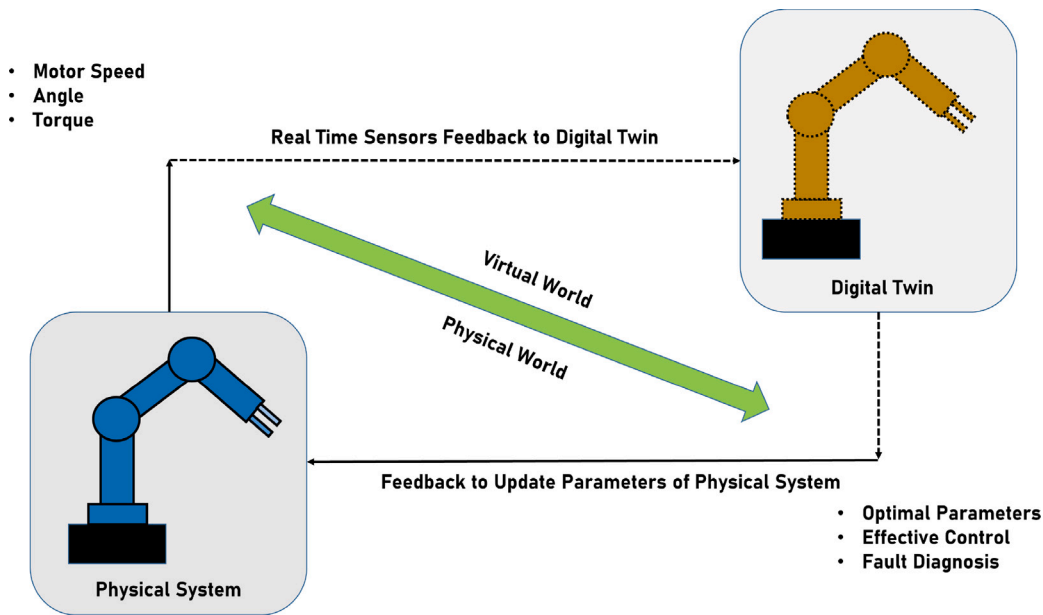 • Motor Speed
• Angle
• Torque
Real Time Sensors Feedback to Digital Twin
Digital Twin
Virtual World
Physical World
Feedback to Update Parameters of Physical System
• Optimal Parameters
• Effective Control
• Fault Diagnosis
Physical System